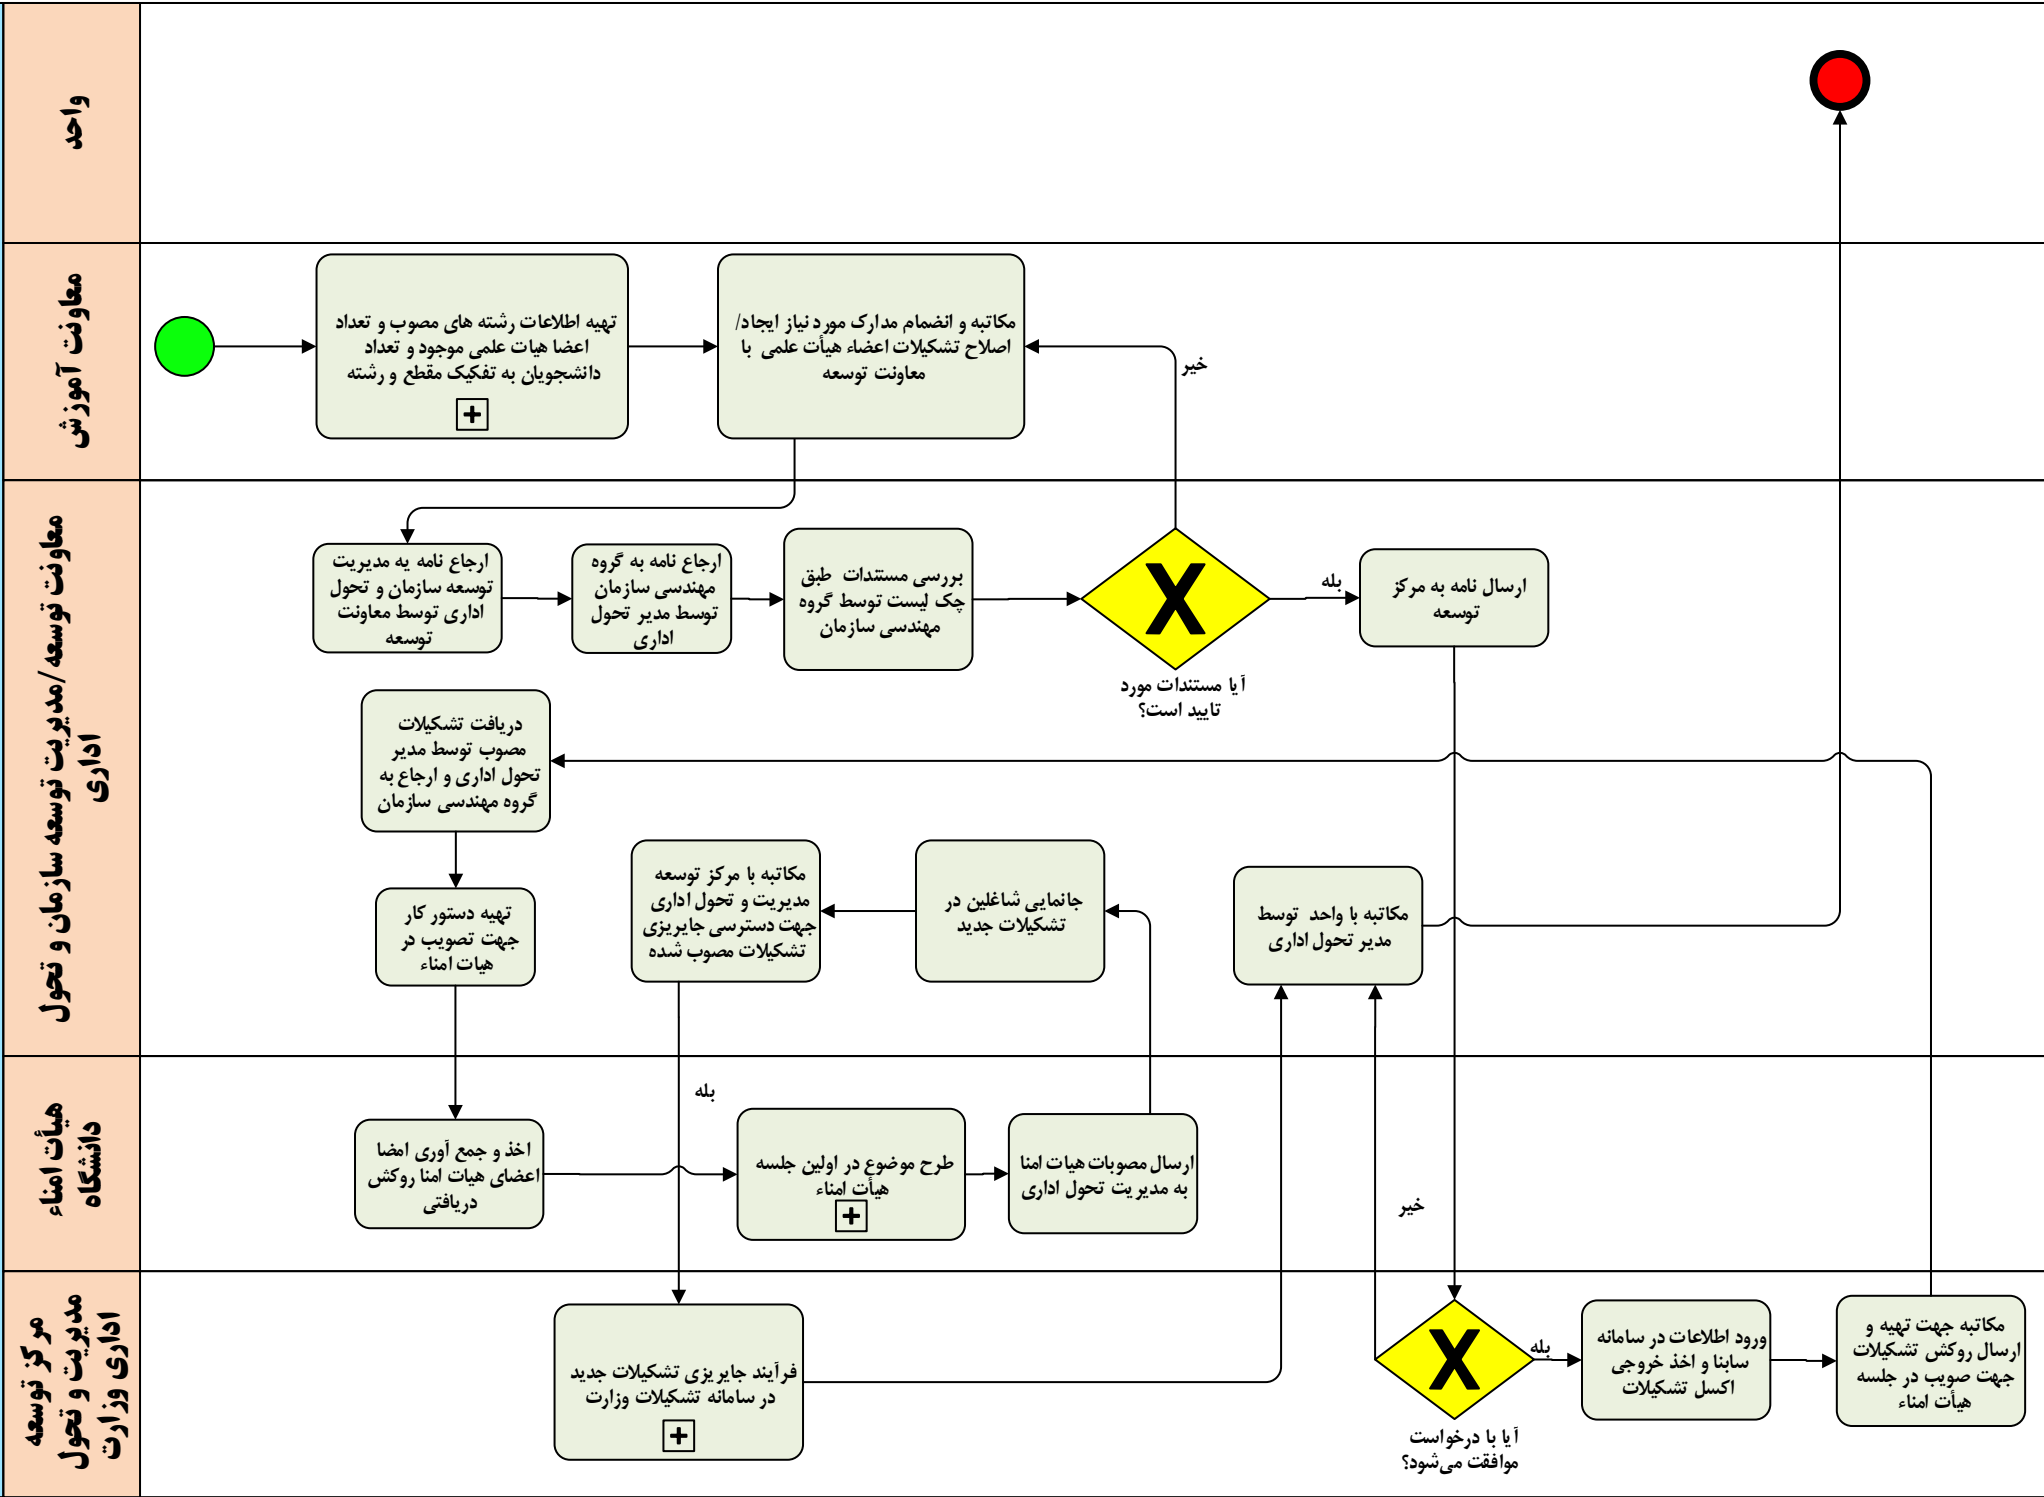 واحد
معاونت آموزش
تهیه اطلاعات رشته های مصوب و تعداد
اعضا هیات علمی موجود و تعداد
دانشجویان به تفکیک مقطع و رشته
مکاتبه و انضمام مدارک مورد نیاز ایجاد/
اصلاح تشکیلات اعضاء هیأت علمی با
معاونت توسعه
خیر
معاونت توسعه /مدیریت توسعه سازمان و تحول
اداری
ارجاع نامه یه مدیریت
توسعه سازمان و تحول
اداری توسط معاونت
توسعه
ارجاع نامه به گروه
مهندسی سازمان
توسط مدیر تحول
اداری
بررسی مستندات طبق
چک لیست توسط گروه
مهندسی سازمان
X
آیا مستندات مورد
تایید است؟
بله
ارسال نامه به مرکز
توسعه
دریافت تشکیلات
مصوب توسط مدیر
تحول اداری و ارجاع به
گروه مهندسی سازمان
تهیه دستور کار
جهت تصویب در
هیات امناء
مکاتبه با مرکز توسعه
مدیریت و تحول اداری
جهت دسترسی جایریزی
تشکیلات مصوب شده
جانمایی شاغلین در
تشکیلات جدید
مکاتبه با واحد توسط
مدیر تحول اداری
هیأت امناء
دانشگاه
بله
اخذ و جمع آوری امضا
اعضای هیات امنا روکش
دریافتی
طرح موضوع در اولین جلسه
هیأت امناء
ارسال مصوبات هیات امنا
به مدیریت تحول اداری
خیر
مرکز توسعه
مدیریت و تحول
اداری وزارت
فرآیند جایریزی تشکیلات جدید
در سامانه تشکیلات وزارت
X
آیا با درخواست
موافقت می‌شود؟
بله
ورود اطلاعات در سامانه
ساینا و اخذ خروجی
اکسل تشکیلات
مکاتبه جهت تهیه و
ارسال روکش تشکیلات
جهت صویب در جلسه
هیأت امناء